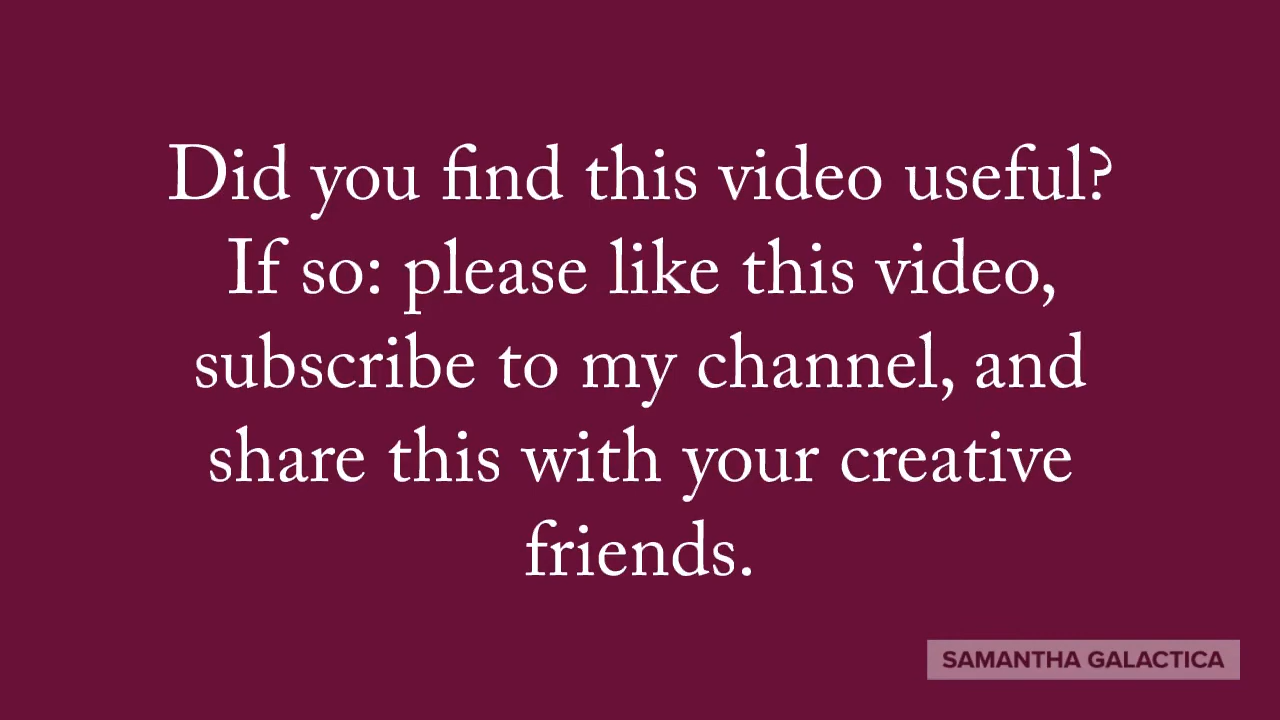 Did you find this video useful?
If so: please like this video,
subscribe to my channel, and
share this with your creative
friends.
SAMANTHA GALACTICA